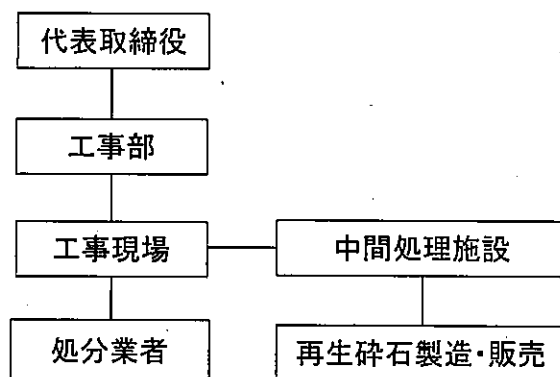 代表取締役
工事部
工事現場
中間処理施設
処分業者
再生砕石製造・販売